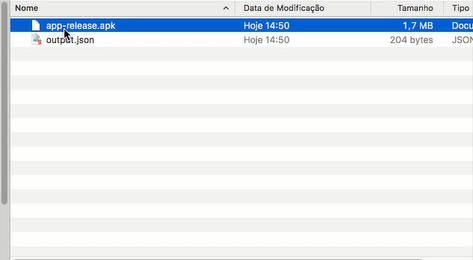 Nome Data de Modificação Tamanho Tipo
app-release.apk Hoje 14:50 1,7 MB Docu
output.json Hoje 14:50 204 bytes JSON